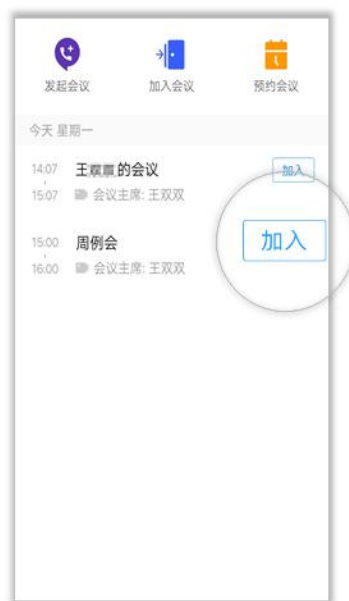 发起会议 加入会议 预约会议
今天 星期一
14:07 王 的会议 加入
15:07 会议主席: 王双双
15:00 周例会 加入
16:00 会议主席: 王双双